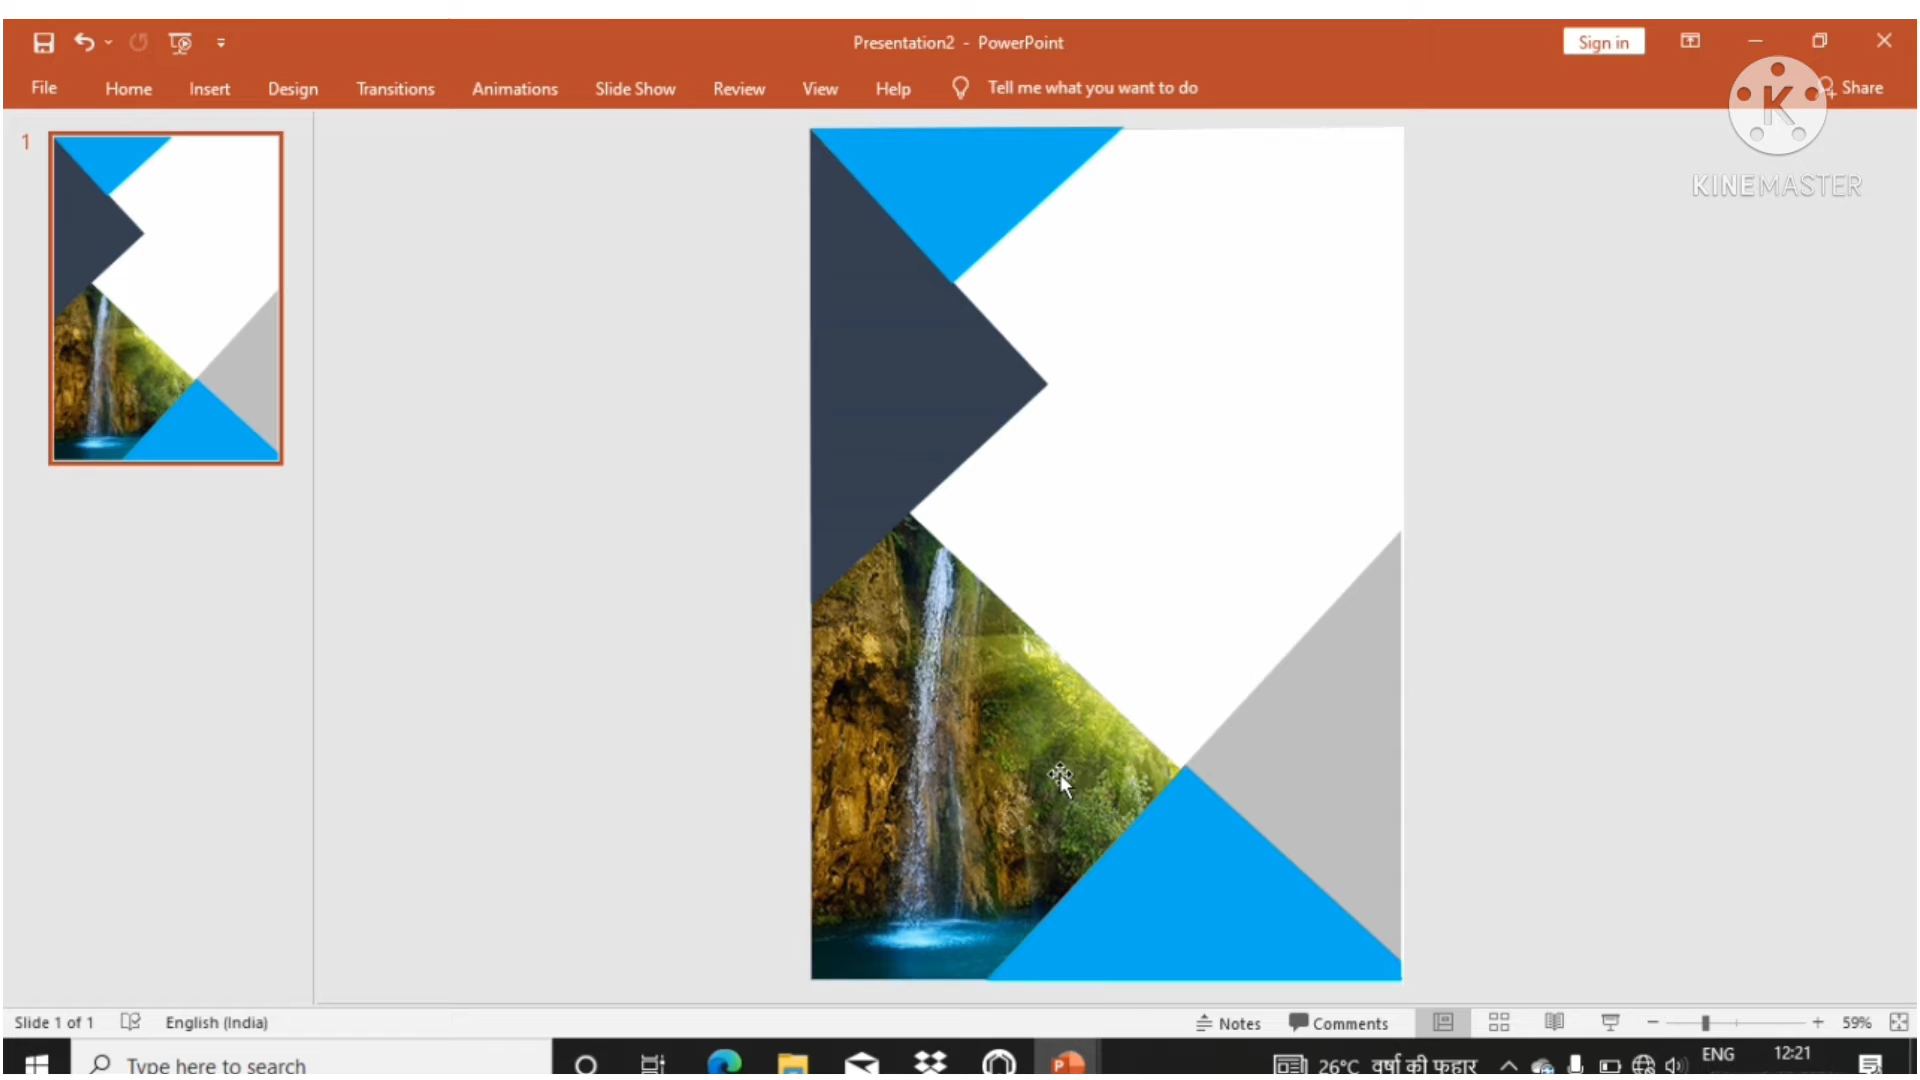 Presentation2 - PowerPoint
Sign in
File Home Insert Design Transitions Animations Slide Show Review View Help Tell me what you want to do Share
K
KINEMASTER
1
Slide 1 of 1 English (India) Notes Comments 59%
Type here to search 26°C वर्षा की फुहार ENG 12:21